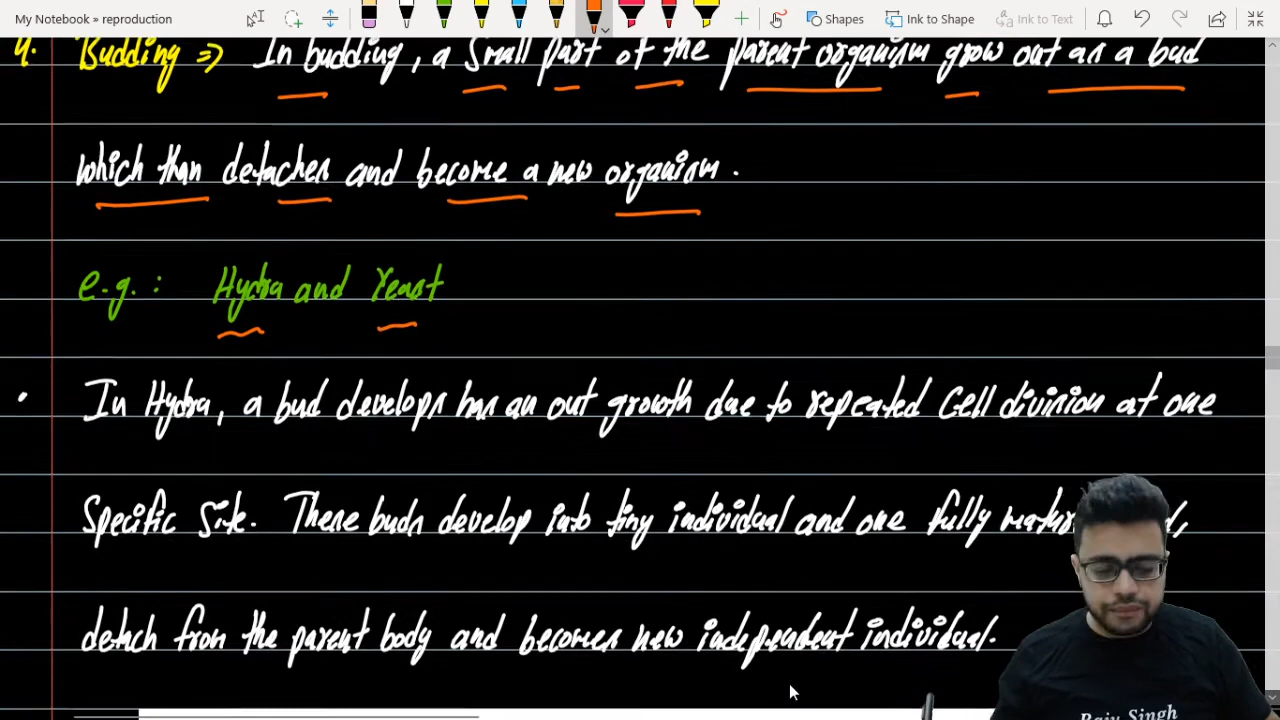 My Notebook » reproduction
Shapes
Ink to Shape
Ink to Text
4. Budding => In budding, a small part of the parent organism grow out as a bud
which than detaches and become a new organism.
e.g. : Hydra and Yeast
• In Hydra, a bud develops has an out growth due to repeated cell division at one
specific site. These buds develop into tiny individual and one fully
detach from the parent body and becomes new independent individual.
Raju Singh